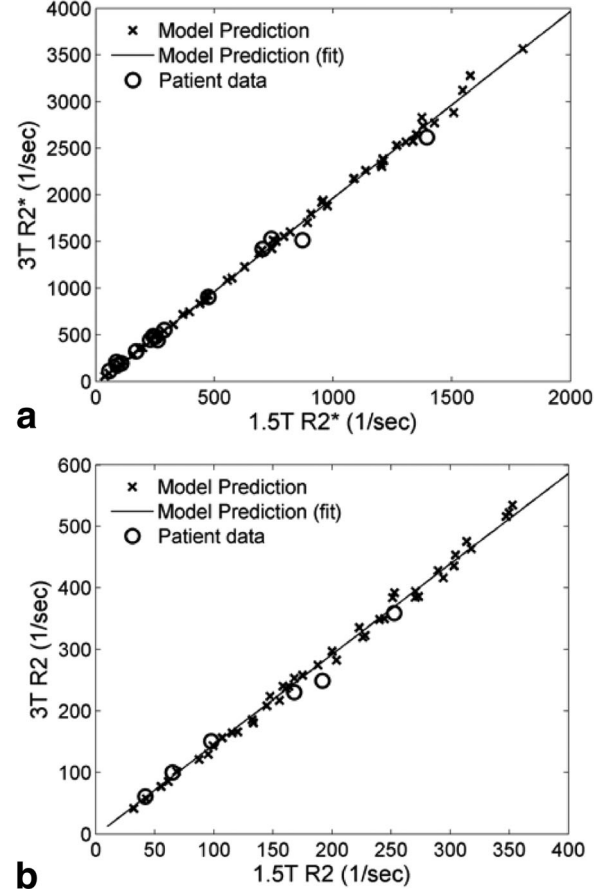 4000
3500
3000
2500
2000
1500
1000
500
0
3T R2* (1/sec)
Model Prediction
Model Prediction (fit)
Patient data
0 500 1000 1500 2000
1.5T R2* (1/sec)
a
600
500
400
300
200
100
0
3T R2 (1/sec)
Model Prediction
Model Prediction (fit)
Patient data
0 50 100 150 200 250 300 350 400
1.5T R2 (1/sec)
b